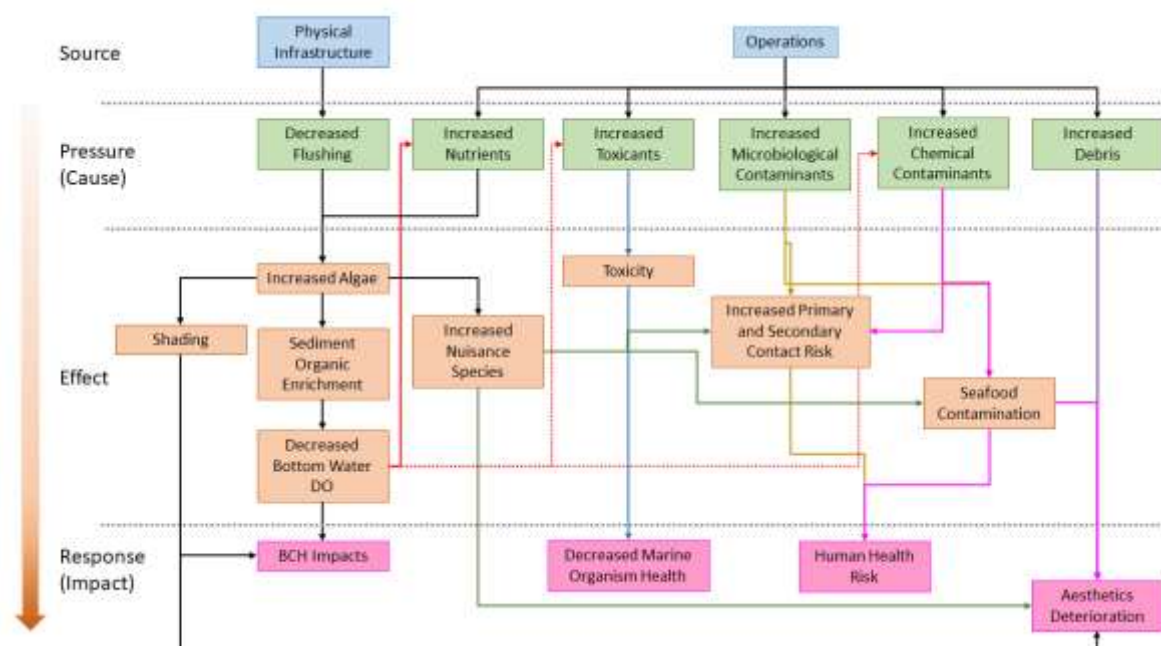 Source
Physical
Infrastructure
Operations
Pressure
(Cause)
Decreased
Flushing
Increased
Nutrients
Increased
Toxicants
Increased
Microbiological
Contaminants
Increased
Chemical
Contaminants
Increased
Debris
Effect
Increased Algae
Toxicity
Shading
Sediment
Organic
Enrichment
Increased
Nuisance
Species
Increased Primary
and Secondary
Contact Risk
Seafood
Contamination
Decreased
Bottom Water
DO
Response
(Impact)
BCH Impacts
Decreased Marine
Organism Health
Human Health
Risk
Aesthetics
Deterioration